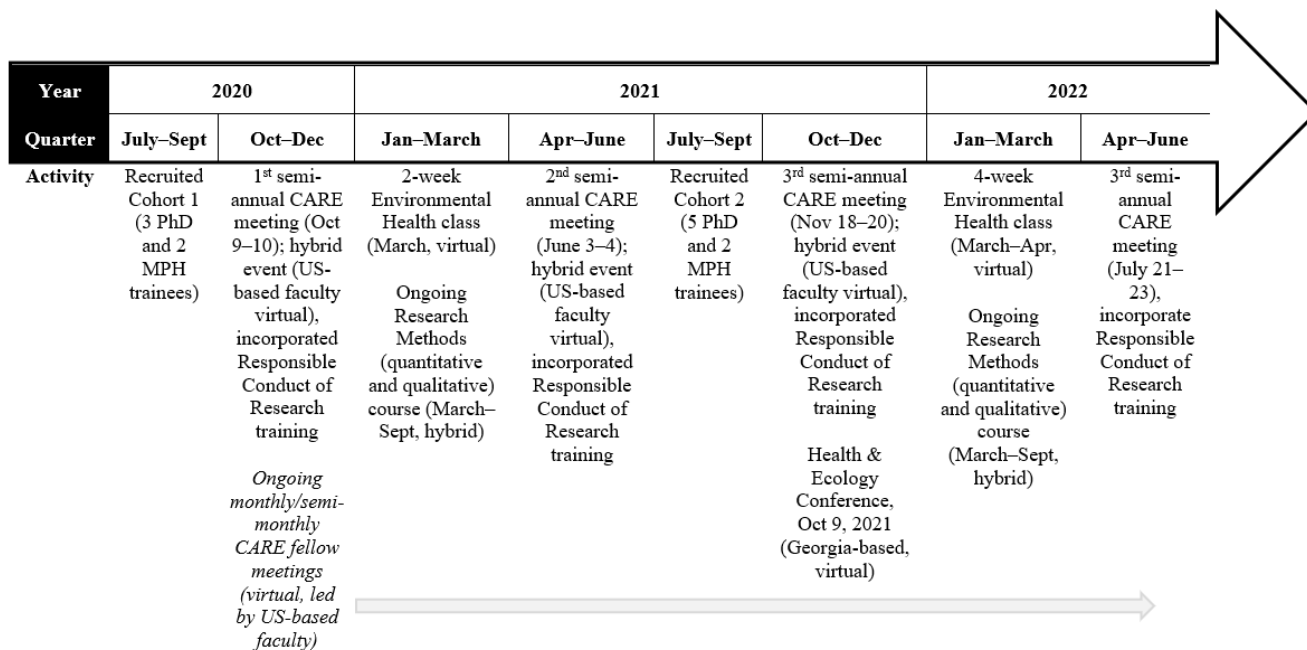 Year
2020
2021
2022
Quarter
July–Sept
Oct–Dec
Jan–March
Apr–June
July–Sept
Oct–Dec
Jan–March
Apr–June
Activity
Recruited
Cohort 1
(3 PhD
and 2
MPH
trainees)
1st semi-
annual CARE
meeting (Oct
9–10); hybrid
event (US-
based faculty
virtual),
incorporated
Responsible
Conduct of
Research
training
Ongoing
monthly/semi-
monthly
CARE fellow
meetings
(virtual, led
by US-based
faculty)
2-week
Environmental
Health class
(March, virtual)
Ongoing
Research
Methods
(quantitative
and qualitative)
course (March–
Sept, hybrid)
2nd semi-
annual CARE
meeting
(June 3–4);
hybrid event
(US-based
faculty
virtual),
incorporated
Responsible
Conduct of
Research
training
Recruited
Cohort 2
(5 PhD
and 2
MPH
trainees)
3rd semi-annual
CARE meeting
(Nov 18–20);
hybrid event
(US-based
faculty virtual),
incorporated
Responsible
Conduct of
Research
training
Health &
Ecology
Conference,
Oct 9, 2021
(Georgia-based,
virtual)
4-week
Environmental
Health class
(March–Apr,
virtual)
Ongoing
Research
Methods
(quantitative
and qualitative)
course
(March–Sept,
hybrid)
3rd semi-
annual
CARE
meeting
(July 21–
23),
incorporate
Responsible
Conduct of
Research
training